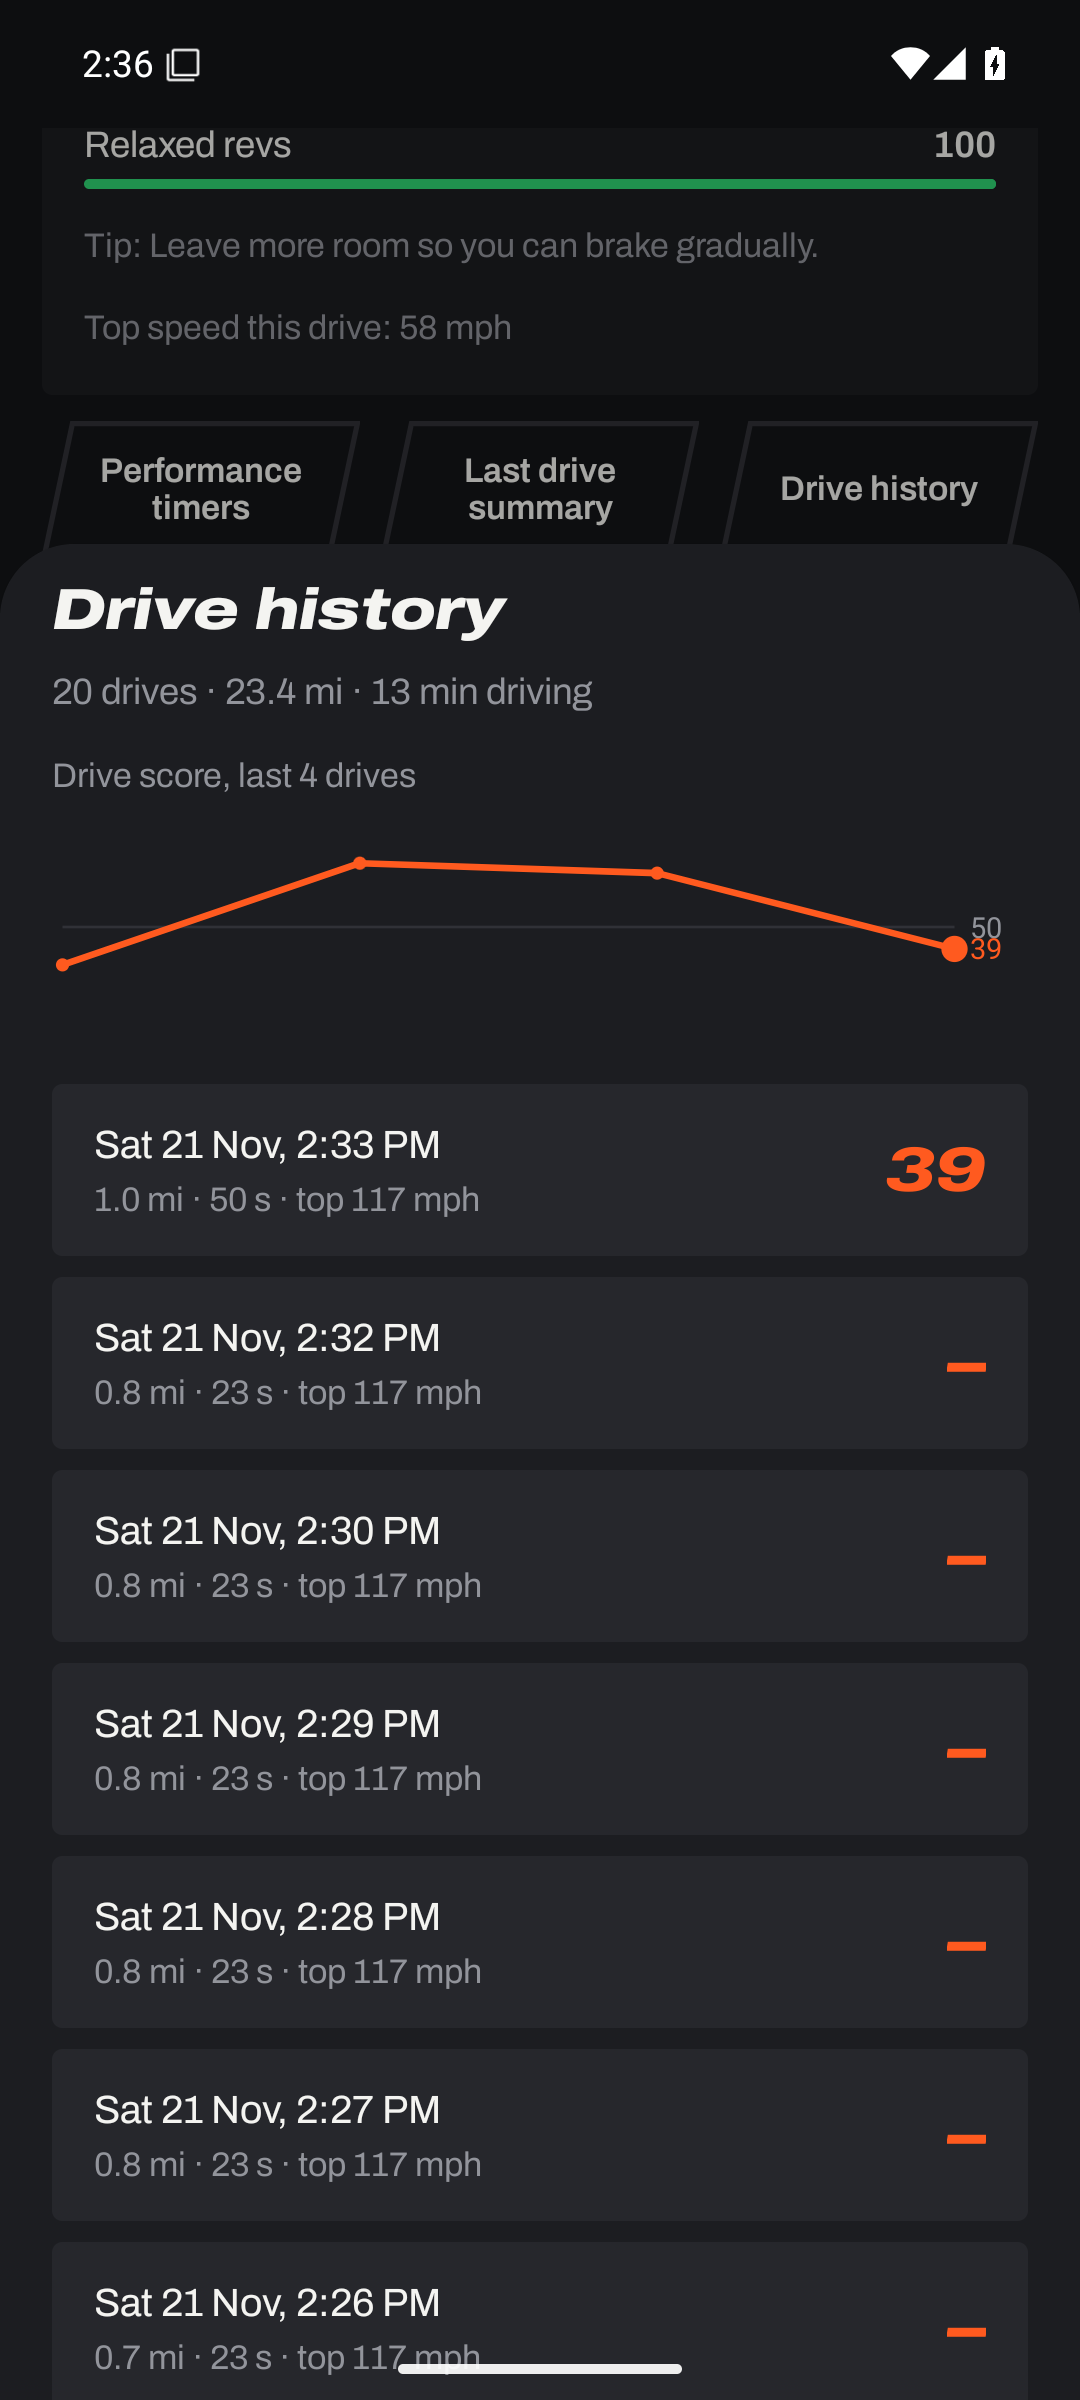 2:36
Relaxed revs 100
Tip: Leave more room so you can brake gradually.
Top speed this drive: 58 mph
Performance timers
Last drive summary
Drive history
Drive history
20 drives · 23.4 mi · 13 min driving
Drive score, last 4 drives
50
39
Sat 21 Nov, 2:33 PM
1.0 mi · 50 s · top 117 mph
39
Sat 21 Nov, 2:32 PM
0.8 mi · 23 s · top 117 mph
–
Sat 21 Nov, 2:30 PM
0.8 mi · 23 s · top 117 mph
–
Sat 21 Nov, 2:29 PM
0.8 mi · 23 s · top 117 mph
–
Sat 21 Nov, 2:28 PM
0.8 mi · 23 s · top 117 mph
–
Sat 21 Nov, 2:27 PM
0.8 mi · 23 s · top 117 mph
–
Sat 21 Nov, 2:26 PM
0.7 mi · 23 s · top 117 mph
–